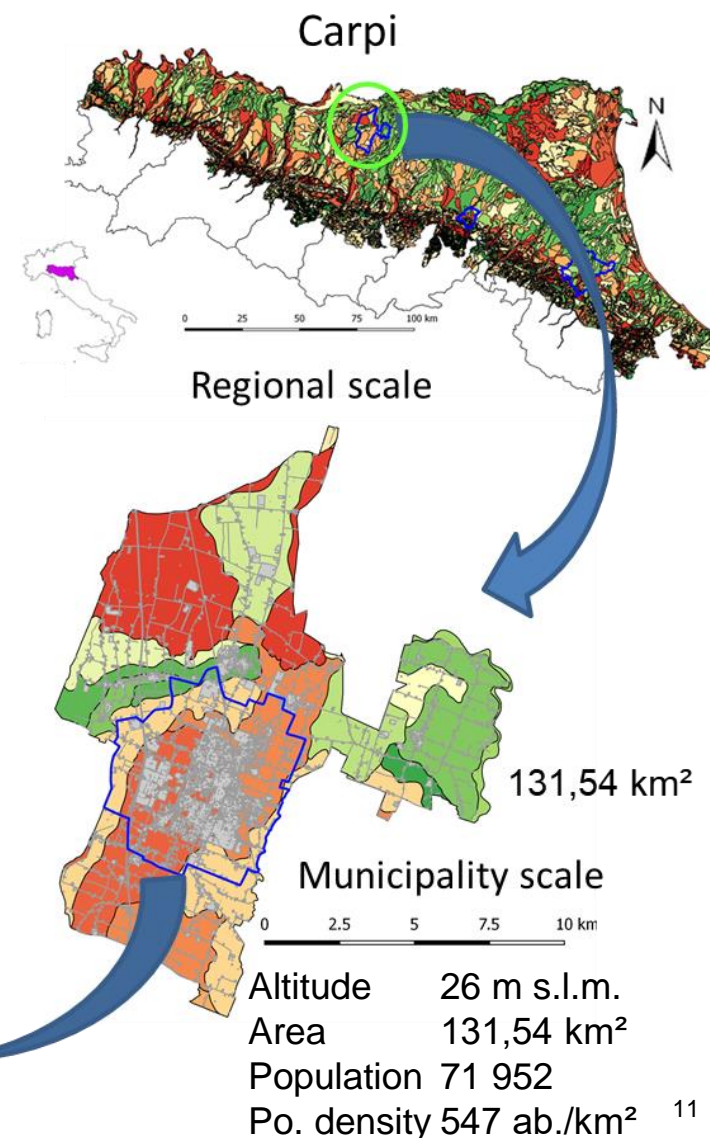 Carpi
N
0 25 50 75 100 km
Regional scale
131,54 km²
Municipality scale
0 2.5 5 7.5 10 km
Altitude 26 m s.l.m.
Area 131,54 km²
Population 71 952
Po. density 547 ab./km²
11